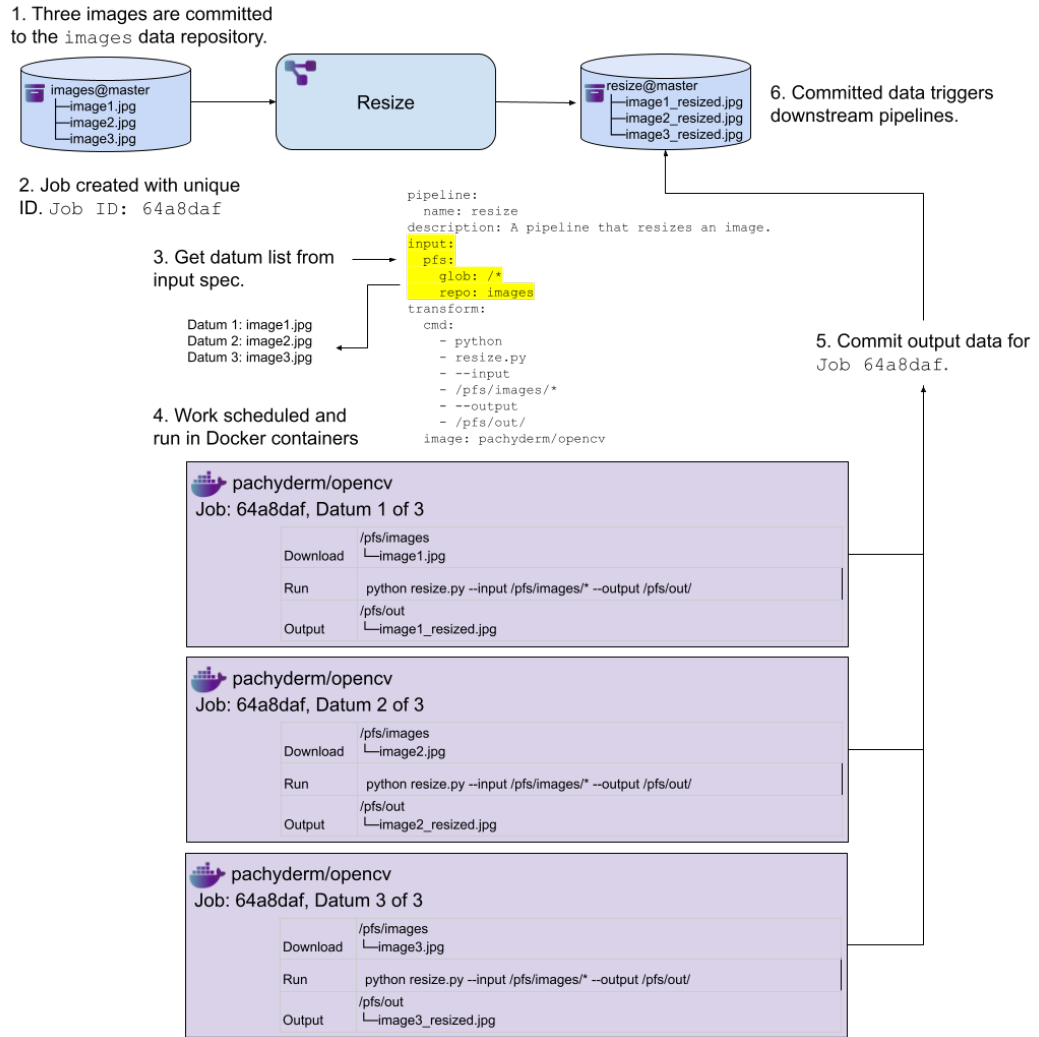 1. Three images are committed
to the images data repository.
images@master
image1.jpg
image2.jpg
image3.jpg
Resize
resize@master
image1_resized.jpg
image2_resized.jpg
image3_resized.jpg
6. Committed data triggers
downstream pipelines.
2. Job created with unique
ID. Job ID: 64a8daf
3. Get datum list from
input spec.
Datum 1: image1.jpg
Datum 2: image2.jpg
Datum 3: image3.jpg
pipeline:
name: resize
description: A pipeline that resizes an image.
input:
pfs:
glob: /*
repo: images
transform:
cmd:
- python
- resize.py
- --input
- /pfs/images/*
- --output
- /pfs/out/
image: pachyderm/opencv
5. Commit output data for
Job 64a8daf.
4. Work scheduled and
run in Docker containers
pachyderm/opencv
Job: 64a8daf, Datum 1 of 3
/pfs/images
Download image1.jpg
Run python resize.py --input /pfs/images/* --output /pfs/out/
/pfs/out
Output image1_resized.jpg
pachyderm/opencv
Job: 64a8daf, Datum 2 of 3
/pfs/images
Download image2.jpg
Run python resize.py --input /pfs/images/* --output /pfs/out/
/pfs/out
Output image2_resized.jpg
pachyderm/opencv
Job: 64a8daf, Datum 3 of 3
/pfs/images
Download image3.jpg
Run python resize.py --input /pfs/images/* --output /pfs/out/
/pfs/out
Output image3_resized.jpg